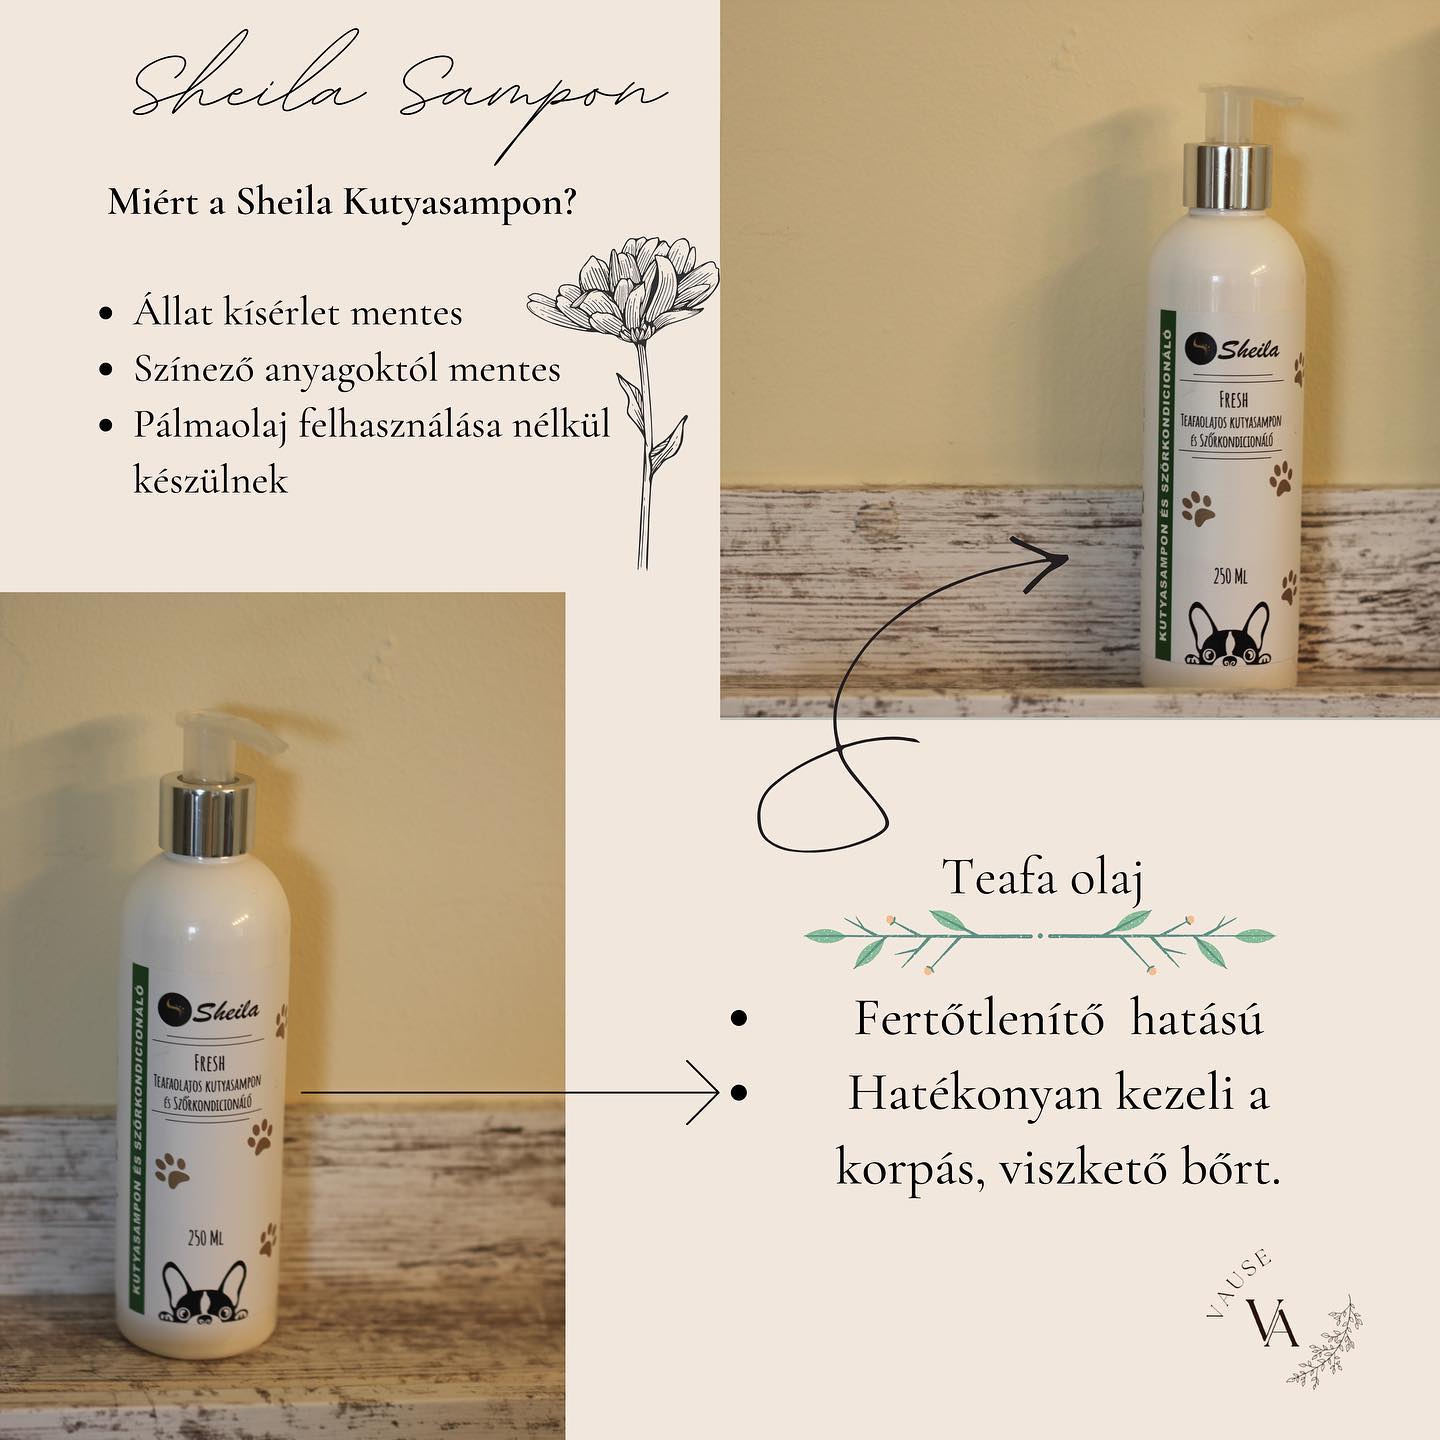 Sheila Sampon
Miért a Sheila Kutyasampon?
• Állat kísérlet mentes
• Színező anyagoktól mentes
• Pálmaolaj felhasználása nélkül
készülnek
Sheila
Fresh
Teafaolajos kutyasampon
és Szőrkondicionáló
KUTYASAMPON ÉS SZŐRKONDICIONÁLÓ
250 Ml
Teafa olaj
• Fertőtlenítő hatású
• Hatékonyan kezeli a
korpás, viszkető bőrt.
Sheila
Fresh
Teafaolajos kutyasampon
és Szőrkondicionáló
KUTYASAMPON ÉS SZŐRKONDICIONÁLÓ
250 Ml
VAUSE
VA